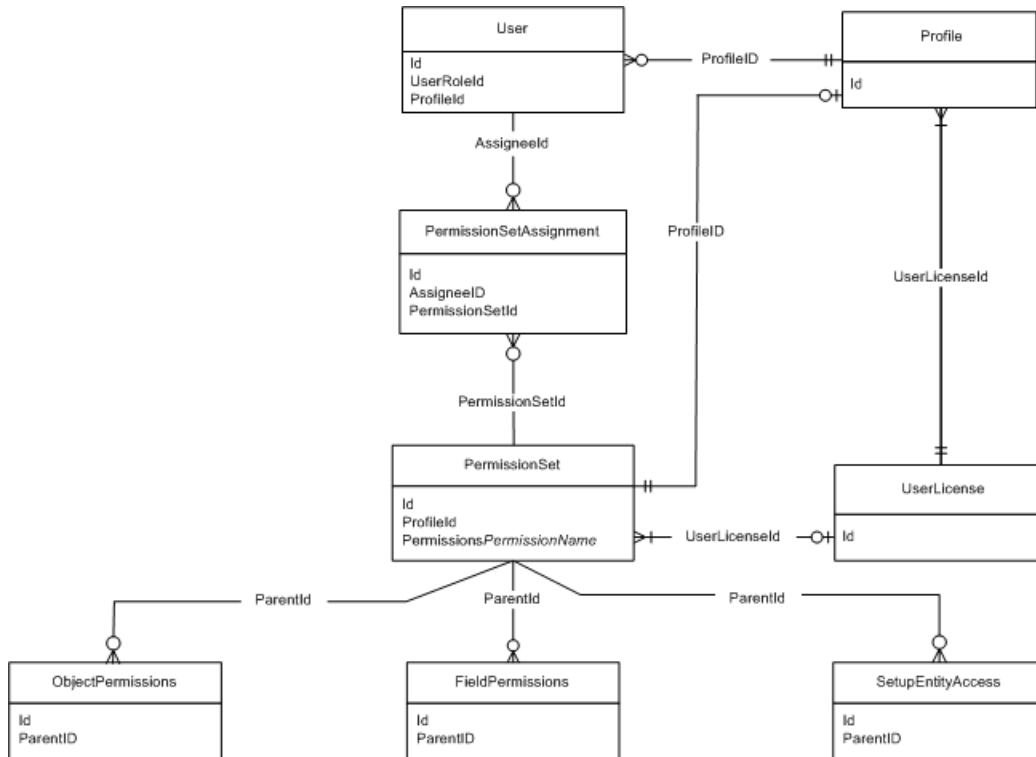 User
Id
UserRoleId
ProfileId
ProfileID
Profile
Id
AssigneeId
PermissionSetAssignment
Id
AssigneeID
PermissionSetId
ProfileID
UserLicenseId
PermissionSetId
PermissionSet
Id
ProfileId
PermissionsPermissionName
UserLicenseId
UserLicense
Id
ParentId
ParentId
ParentId
ObjectPermissions
Id
ParentID
FieldPermissions
Id
ParentID
SetupEntityAccess
Id
ParentID